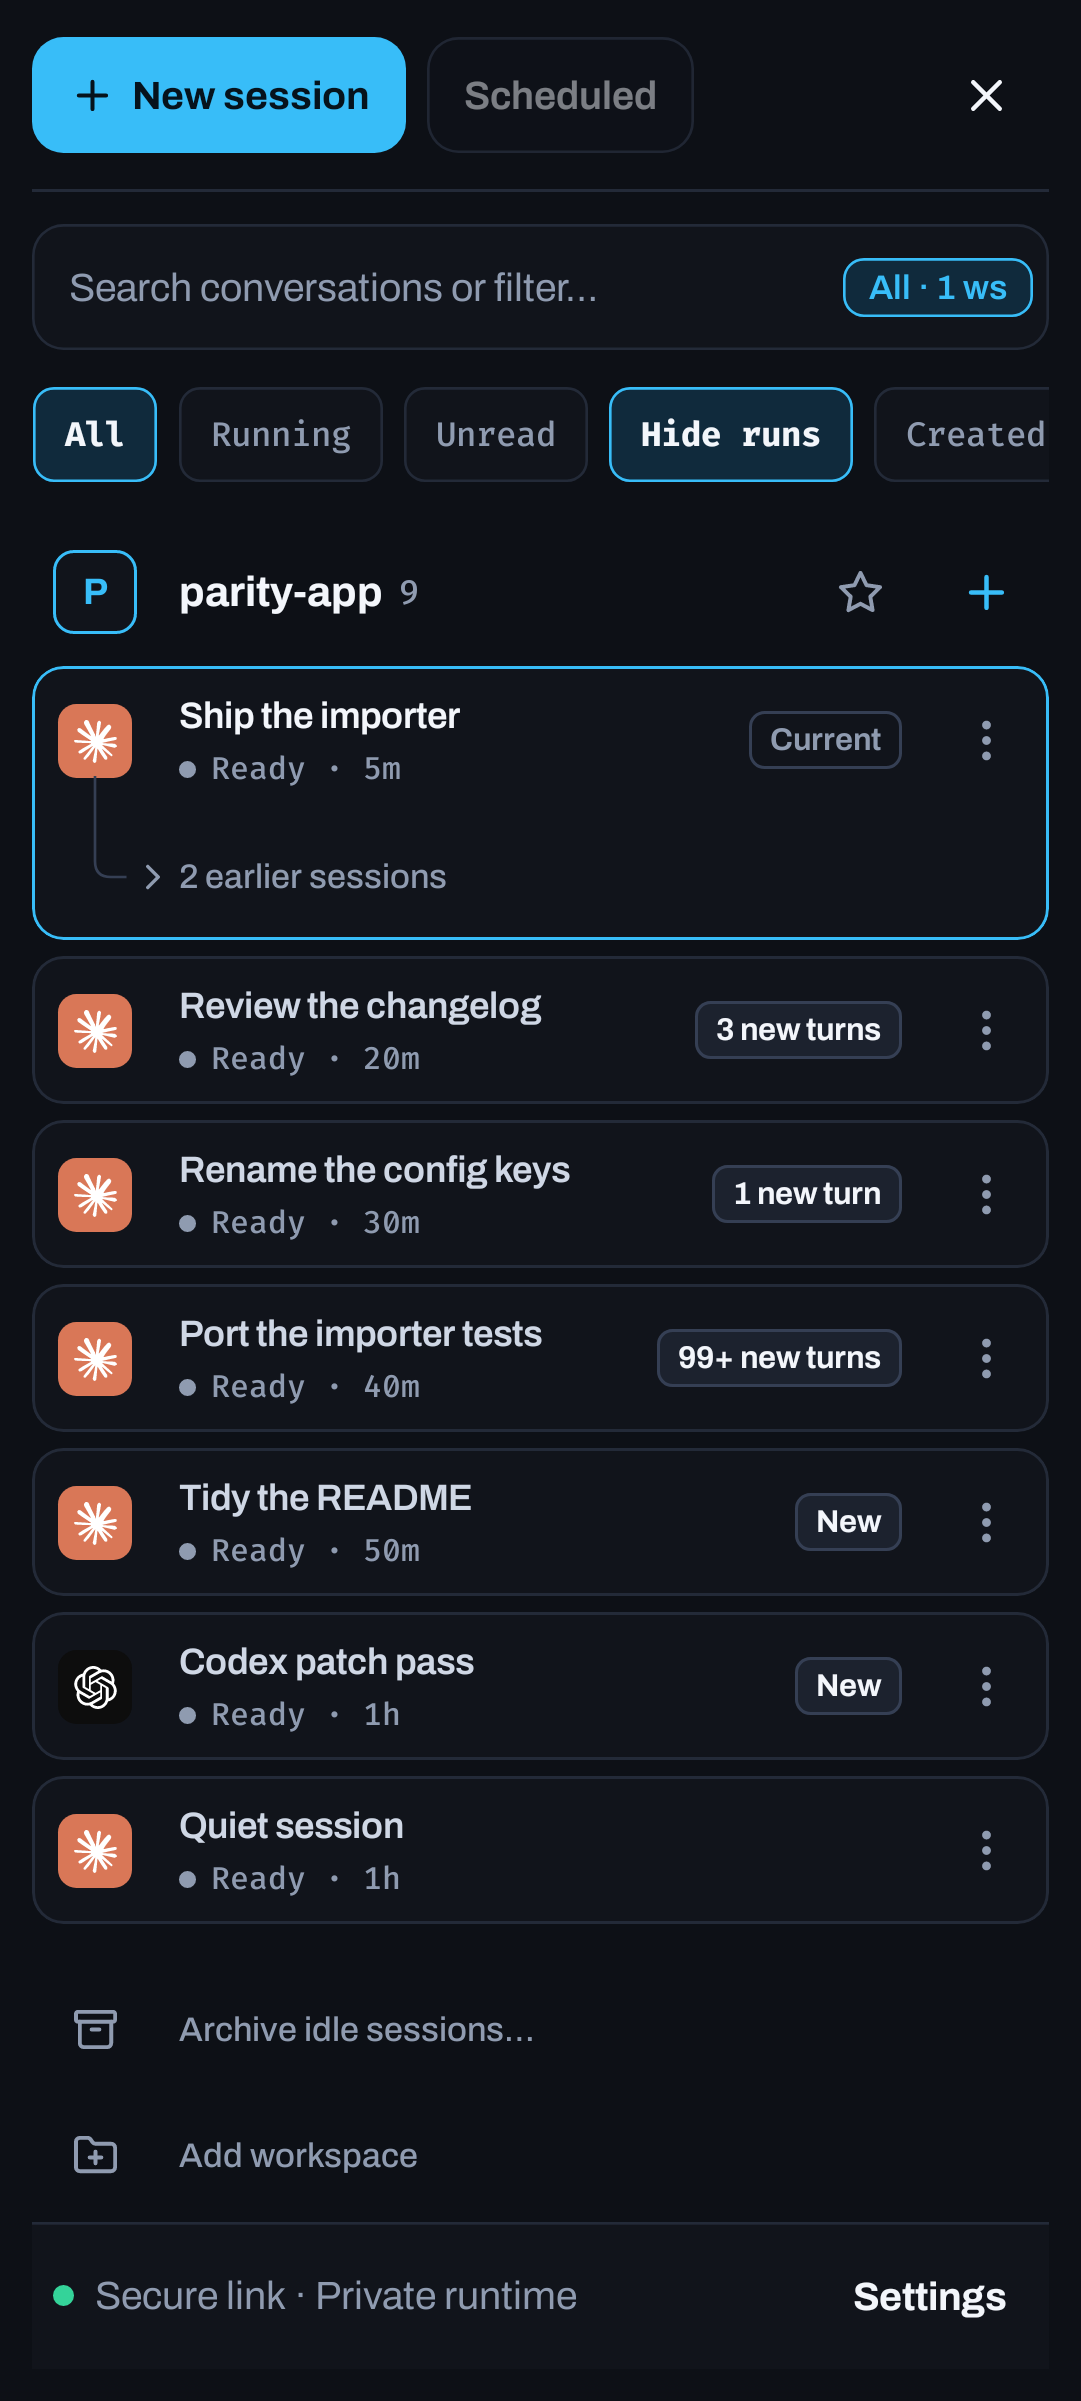 New session
Scheduled
Search conversations or filter...
All · 1 ws
All
Running
Unread
Hide runs
Created
P
parity-app 9
Ship the importer
Ready · 5m
Current
2 earlier sessions
Review the changelog
Ready · 20m
3 new turns
Rename the config keys
Ready · 30m
1 new turn
Port the importer tests
Ready · 40m
99+ new turns
Tidy the README
Ready · 50m
New
Codex patch pass
Ready · 1h
New
Quiet session
Ready · 1h
Archive idle sessions...
Add workspace
Secure link · Private runtime
Settings